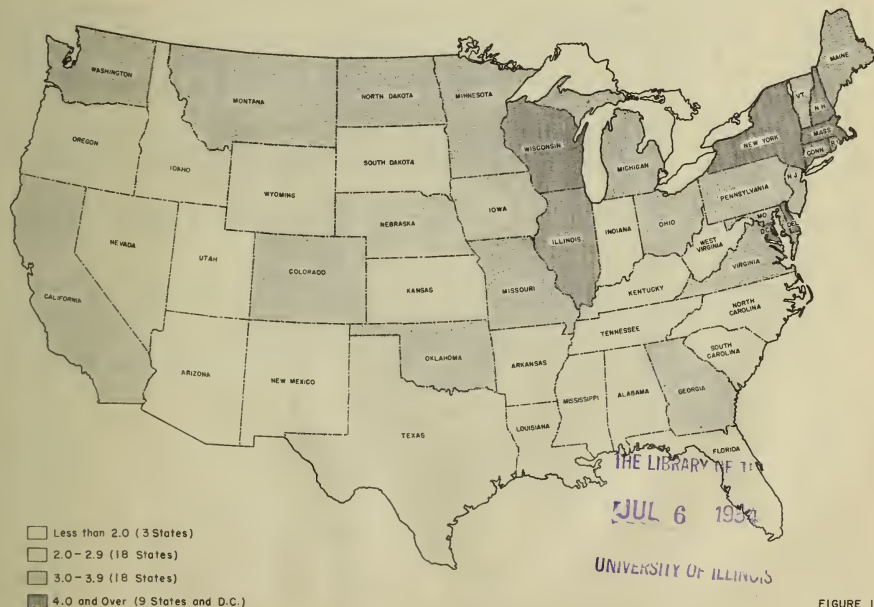 WASHINGTON
MONTANA
NORTH DAKOTA
MINNESOTA
MAINE
VT.
N H
OREGON
IDAHO
SOUTH DAKOTA
WISCONSIN
MICHIGAN
NEW YORK
MASS
CONN
R I
WYOMING
IOWA
PENNSYLVANIA
N J
NEVADA
UTAH
COLORADO
NEBRASKA
ILLINOIS
INDIANA
OHIO
WEST
VIRGINIA
MD
D C
DEL
VIRGINIA
CALIFORNIA
KANSAS
MISSOURI
KENTUCKY
NORTH
CAROLINA
ARIZONA
NEW MEXICO
OKLAHOMA
ARKANSAS
TENNESSEE
SOUTH
CAROLINA
TEXAS
LOUISIANA
MISSISSIPPI
ALABAMA
GEORGIA
FLORIDA
THE LIBRARY OF THE
JUL 6
UNIVERSITY OF ILLINOIS
Less than 2.0 (3 States)
2.0-2.9 (18 States)
3.0-3.9 (18 States)
4.0 and Over (9 States and D.C.)
FIGURE I